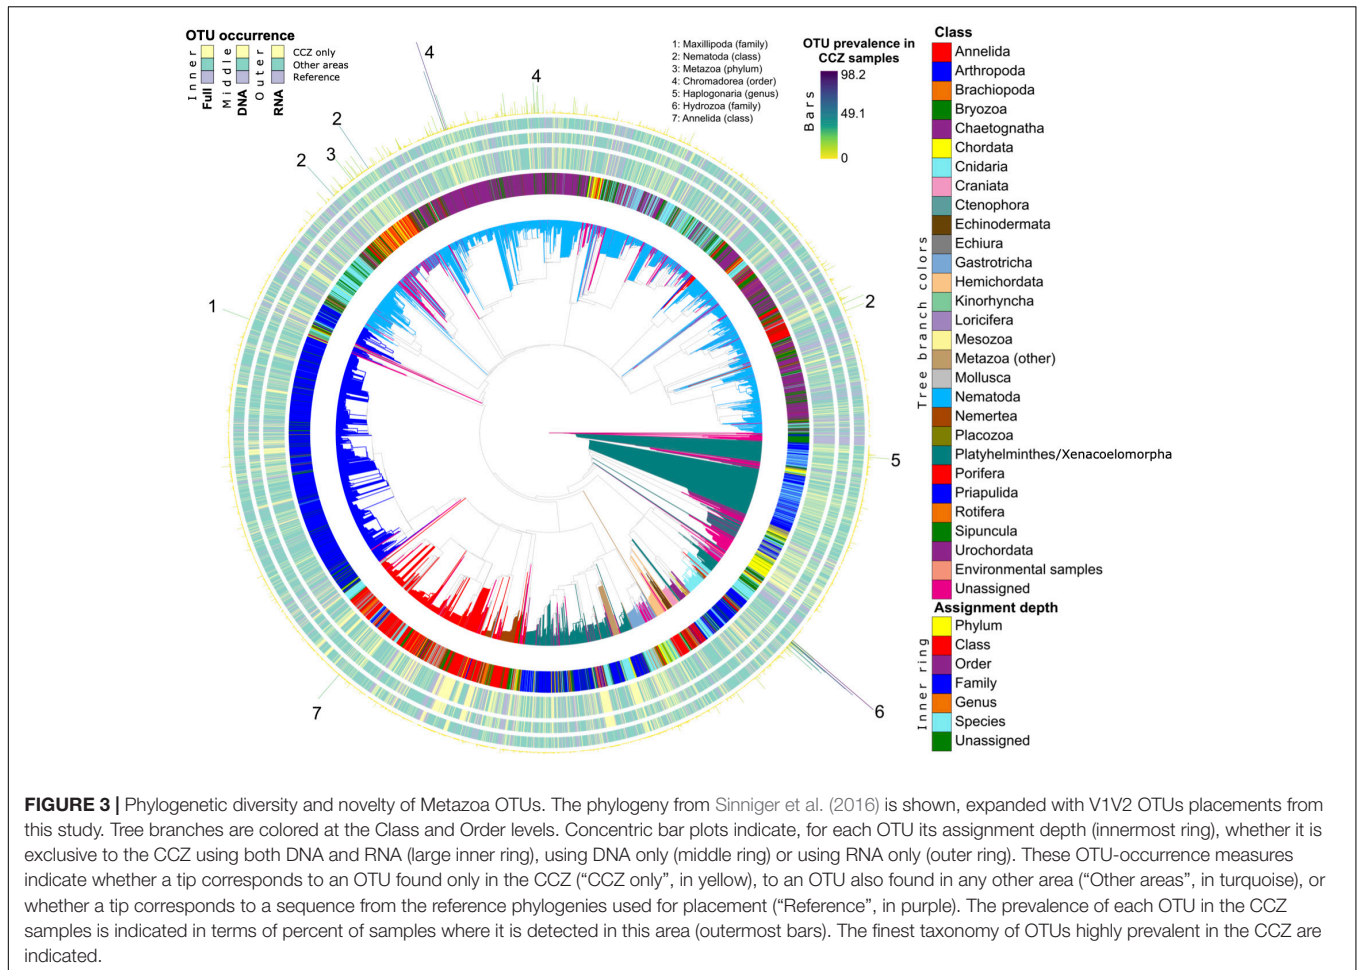 OTU occurrence
Inner
Middle
Outer
CCZ only
Other areas
Reference
Full
DNA
RNA
1: Maxillipoda (family)
2: Nematoda (class)
3: Metazoa (phylum)
4: Chromadorea (order)
5: Haplogonaria (genus)
6: Hydrozoa (family)
7: Annelida (class)
OTU prevalence in
CCZ samples
Bars
98.2
49.1
0
4
4
2
3
2
1
2
5
6
7
Class
Tree branch colors
Annelida
Arthropoda
Brachiopoda
Bryozoa
Chaetognatha
Chordata
Cnidaria
Craniata
Ctenophora
Echinodermata
Echiura
Gastrotricha
Hemichordata
Kinorhyncha
Loricifera
Mesozoa
Metazoa (other)
Mollusca
Nematoda
Nemertea
Placozoa
Platyhelminthes/Xenacoelomorpha
Porifera
Priapulida
Rotifera
Sipuncula
Urochordata
Environmental samples
Unassigned
Assignment depth
Inner ring
Phylum
Class
Order
Family
Genus
Species
Unassigned
FIGURE 3 | Phylogenetic diversity and novelty of Metazoa OTUs. The phylogeny from Sinniger et al. (2016) is shown, expanded with V1V2 OTUs placements from
this study. Tree branches are colored at the Class and Order levels. Concentric bar plots indicate, for each OTU its assignment depth (innermost ring), whether it is
exclusive to the CCZ using both DNA and RNA (large inner ring), using DNA only (middle ring) or using RNA only (outer ring). These OTU-occurrence measures
indicate whether a tip corresponds to an OTU found only in the CCZ (“CCZ only”, in yellow), to an OTU also found in any other area (“Other areas”, in turquoise), or
whether a tip corresponds to a sequence from the reference phylogenies used for placement (“Reference”, in purple). The prevalence of each OTU in the CCZ
samples is indicated in terms of percent of samples where it is detected in this area (outermost bars). The finest taxonomy of OTUs highly prevalent in the CCZ are
indicated.